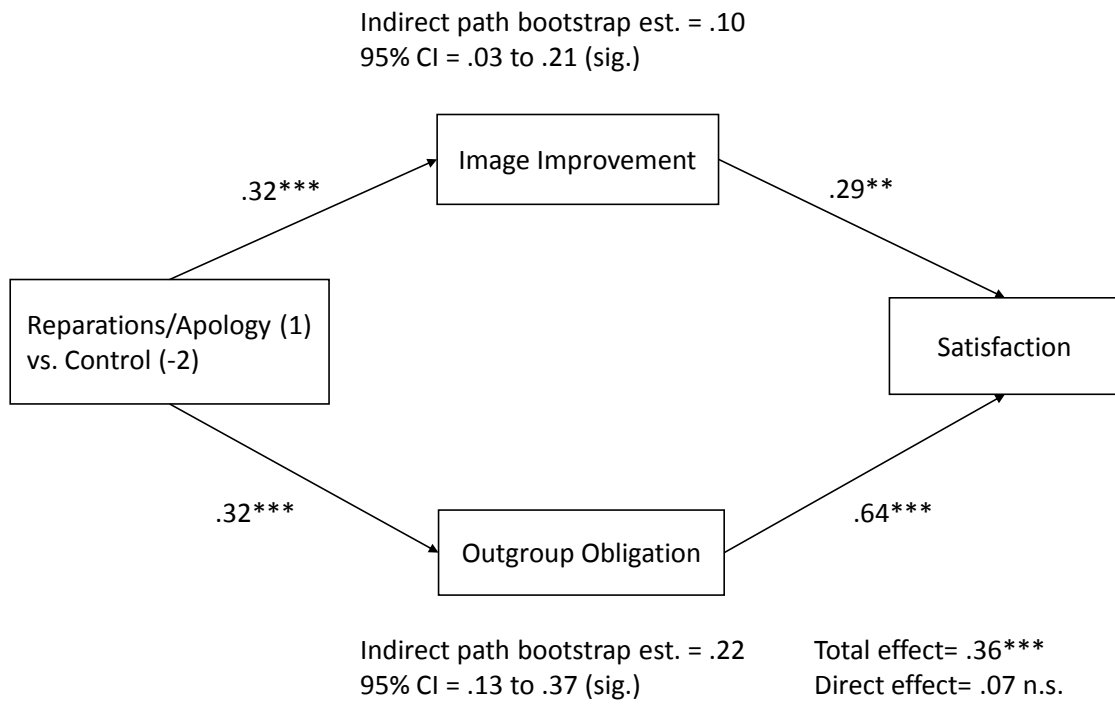 Indirect path bootstrap est. = .10
95% CI = .03 to .21 (sig.)
Image Improvement
.32***
.29**
Reparations/Apology (1)
vs. Control (-2)
Satisfaction
.32***
.64***
Outgroup Obligation
Indirect path bootstrap est. = .22
95% CI = .13 to .37 (sig.)
Total effect= .36***
Direct effect= .07 n.s.